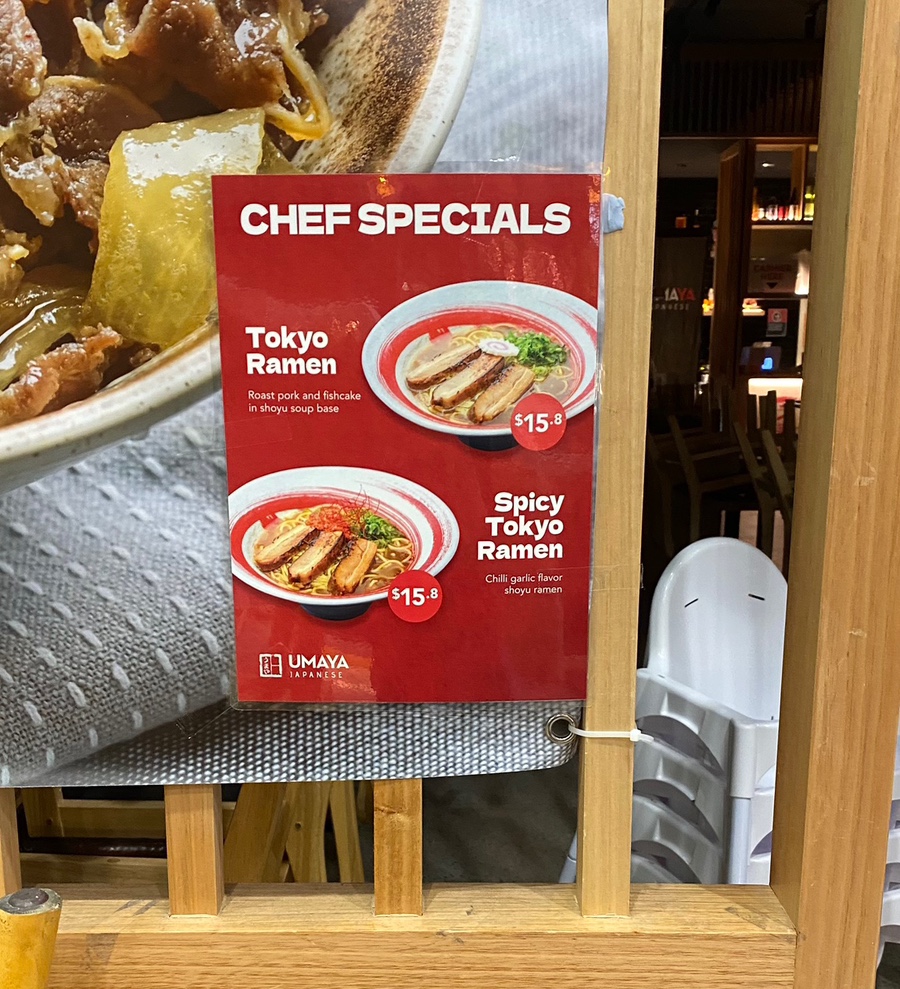 CHEF SPECIALS
Tokyo
Ramen
Roast pork and fishcake
in shoyu soup base
$15.8
Spicy
Tokyo
Ramen
Chilli garlic flavor
shoyu ramen
$15.8
UMAYA
JAPANESE